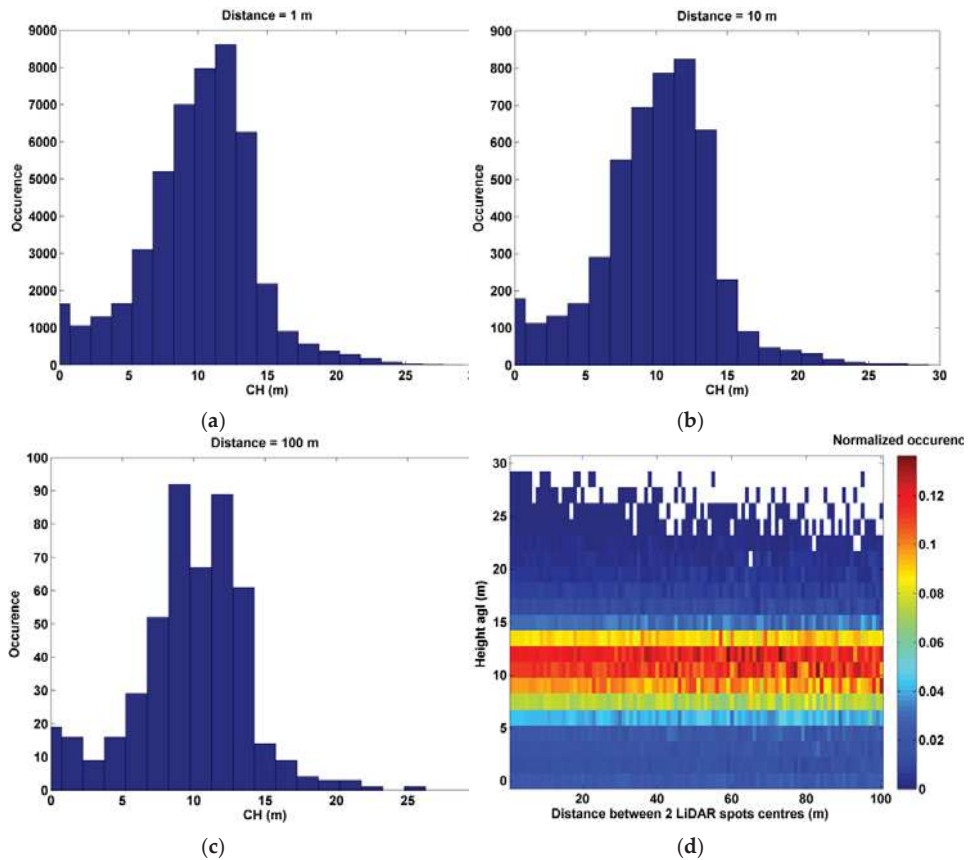 Distance = 1 m
9000
8000
7000
6000
5000
4000
3000
2000
1000
0
Occurence
0 5 10 15 20 25 3
CH (m)
(a)
Distance = 10 m
900
800
700
600
500
400
300
200
100
0
Occurence
0 5 10 15 20 25 30
CH (m)
(b)
Distance = 100 m
100
90
80
70
60
50
40
30
20
10
0
Occurence
0 5 10 15 20 25
CH (m)
(c)
Normalized occurenc
30
25
20
15
10
5
0
Height agl (m)
20 40 60 80 100
Distance between 2 LiDAR spots centres (m)
0.12
0.1
0.08
0.06
0.04
0.02
0
(d)